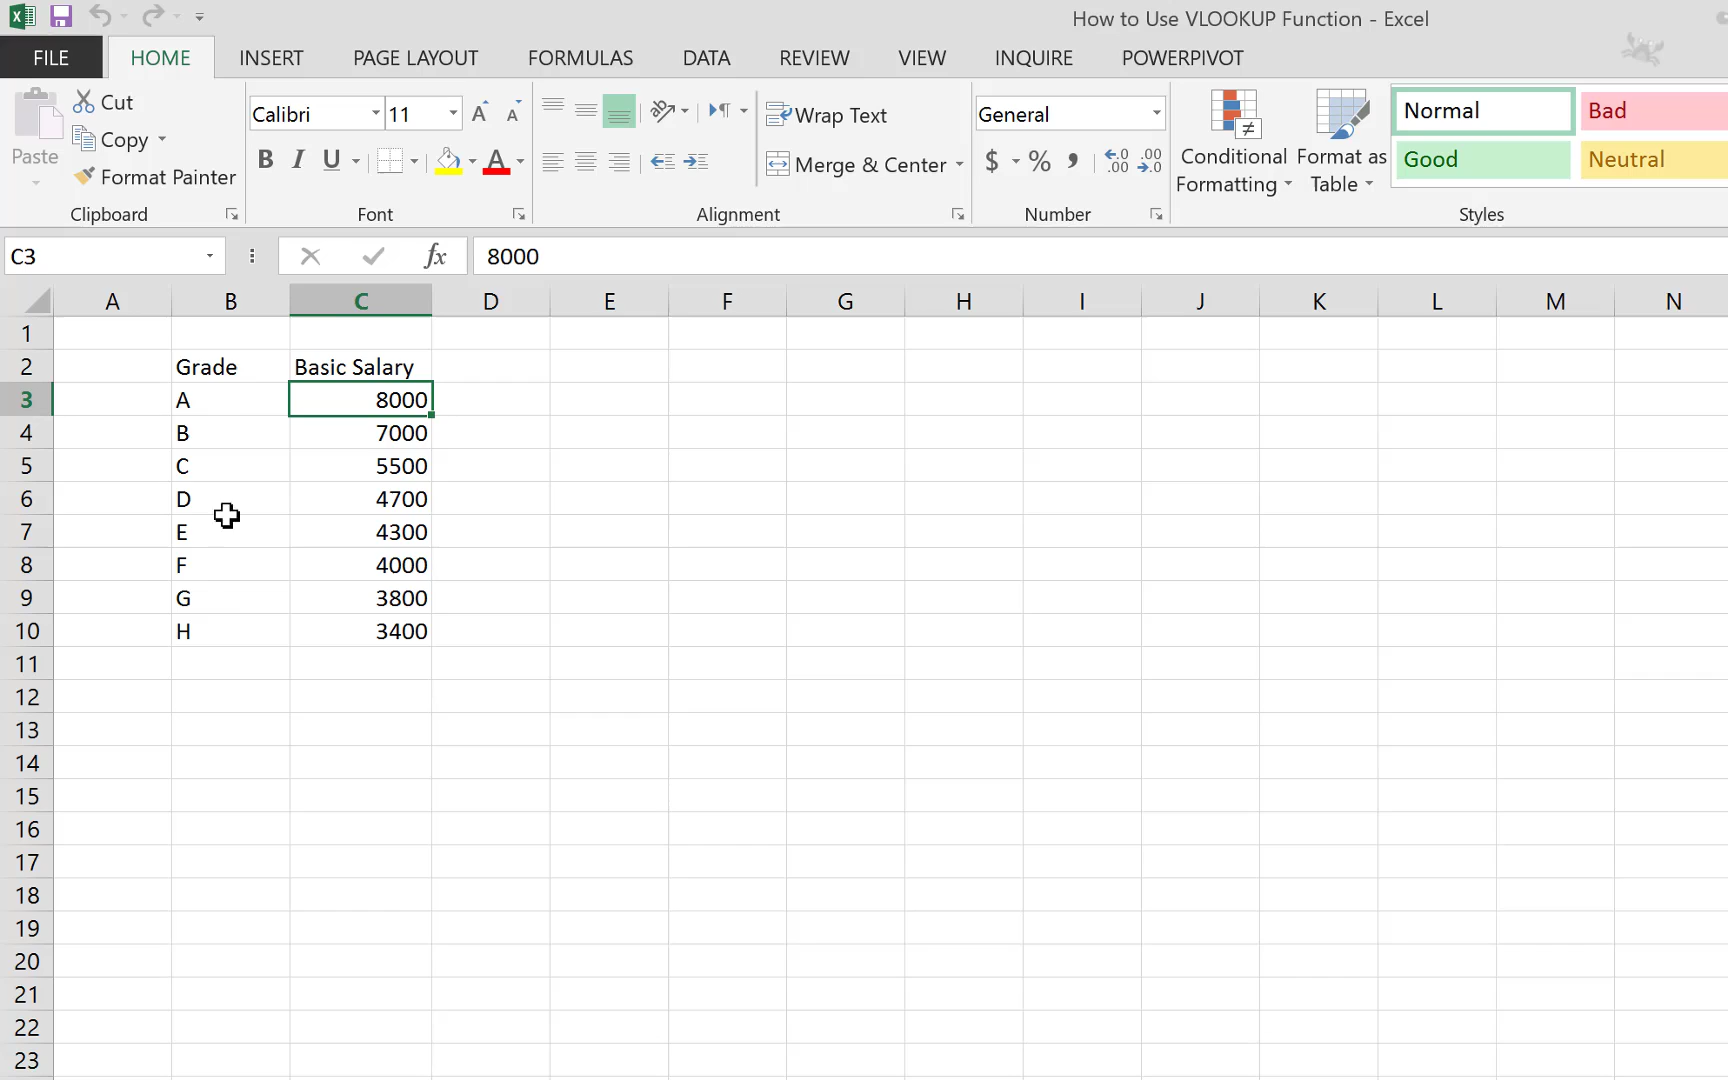 How to Use VLOOKUP Function - Excel
FILE HOME INSERT PAGE LAYOUT FORMULAS DATA REVIEW VIEW INQUIRE POWERPIVOT
Paste
Cut
Copy
Format Painter
Clipboard
Calibri 11
B I U A
Font
Wrap Text
Merge & Center
Alignment
General
$ % , .00 .00
Number
Conditional Formatting
Format as Table
Normal Bad
Good Neutral
Styles
C3 fx 8000
A B C D E F G H I J K L M N
1
2 Grade Basic Salary
3 A 8000
4 B 7000
5 C 5500
6 D 4700
7 E 4300
8 F 4000
9 G 3800
10 H 3400
11
12
13
14
15
16
17
18
19
20
21
22
23